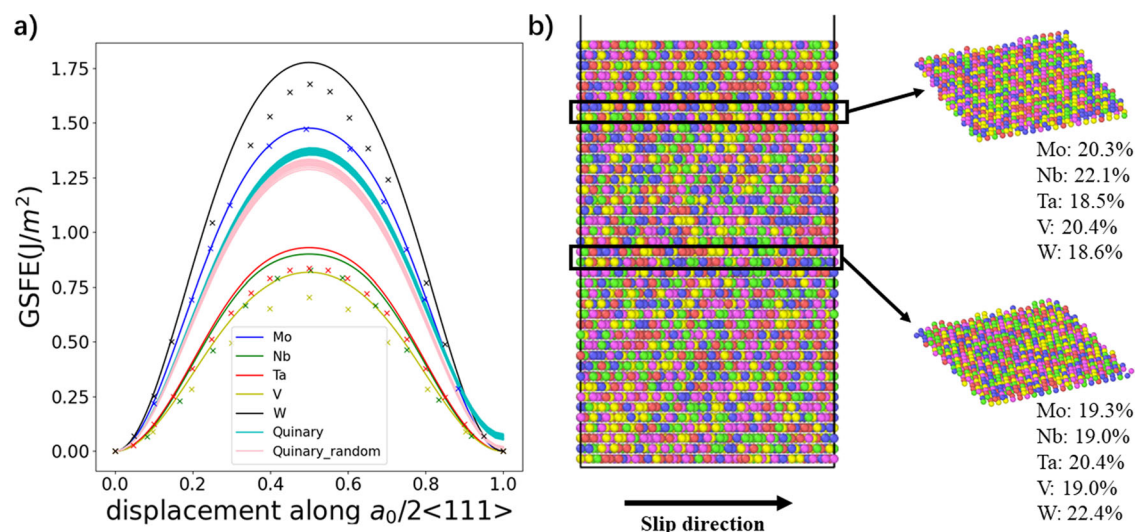 a)
GSFE(J/m²)
1.75
1.50
1.25
1.00
0.75
0.50
0.25
0.00
Mo
Nb
Ta
V
W
Quinary
Quinary_random
0.0 0.2 0.4 0.6 0.8 1.0
displacement along a₀/2<111>
b)
Slip direction
Mo: 20.3%
Nb: 22.1%
Ta: 18.5%
V: 20.4%
W: 18.6%
Mo: 19.3%
Nb: 19.0%
Ta: 20.4%
V: 19.0%
W: 22.4%